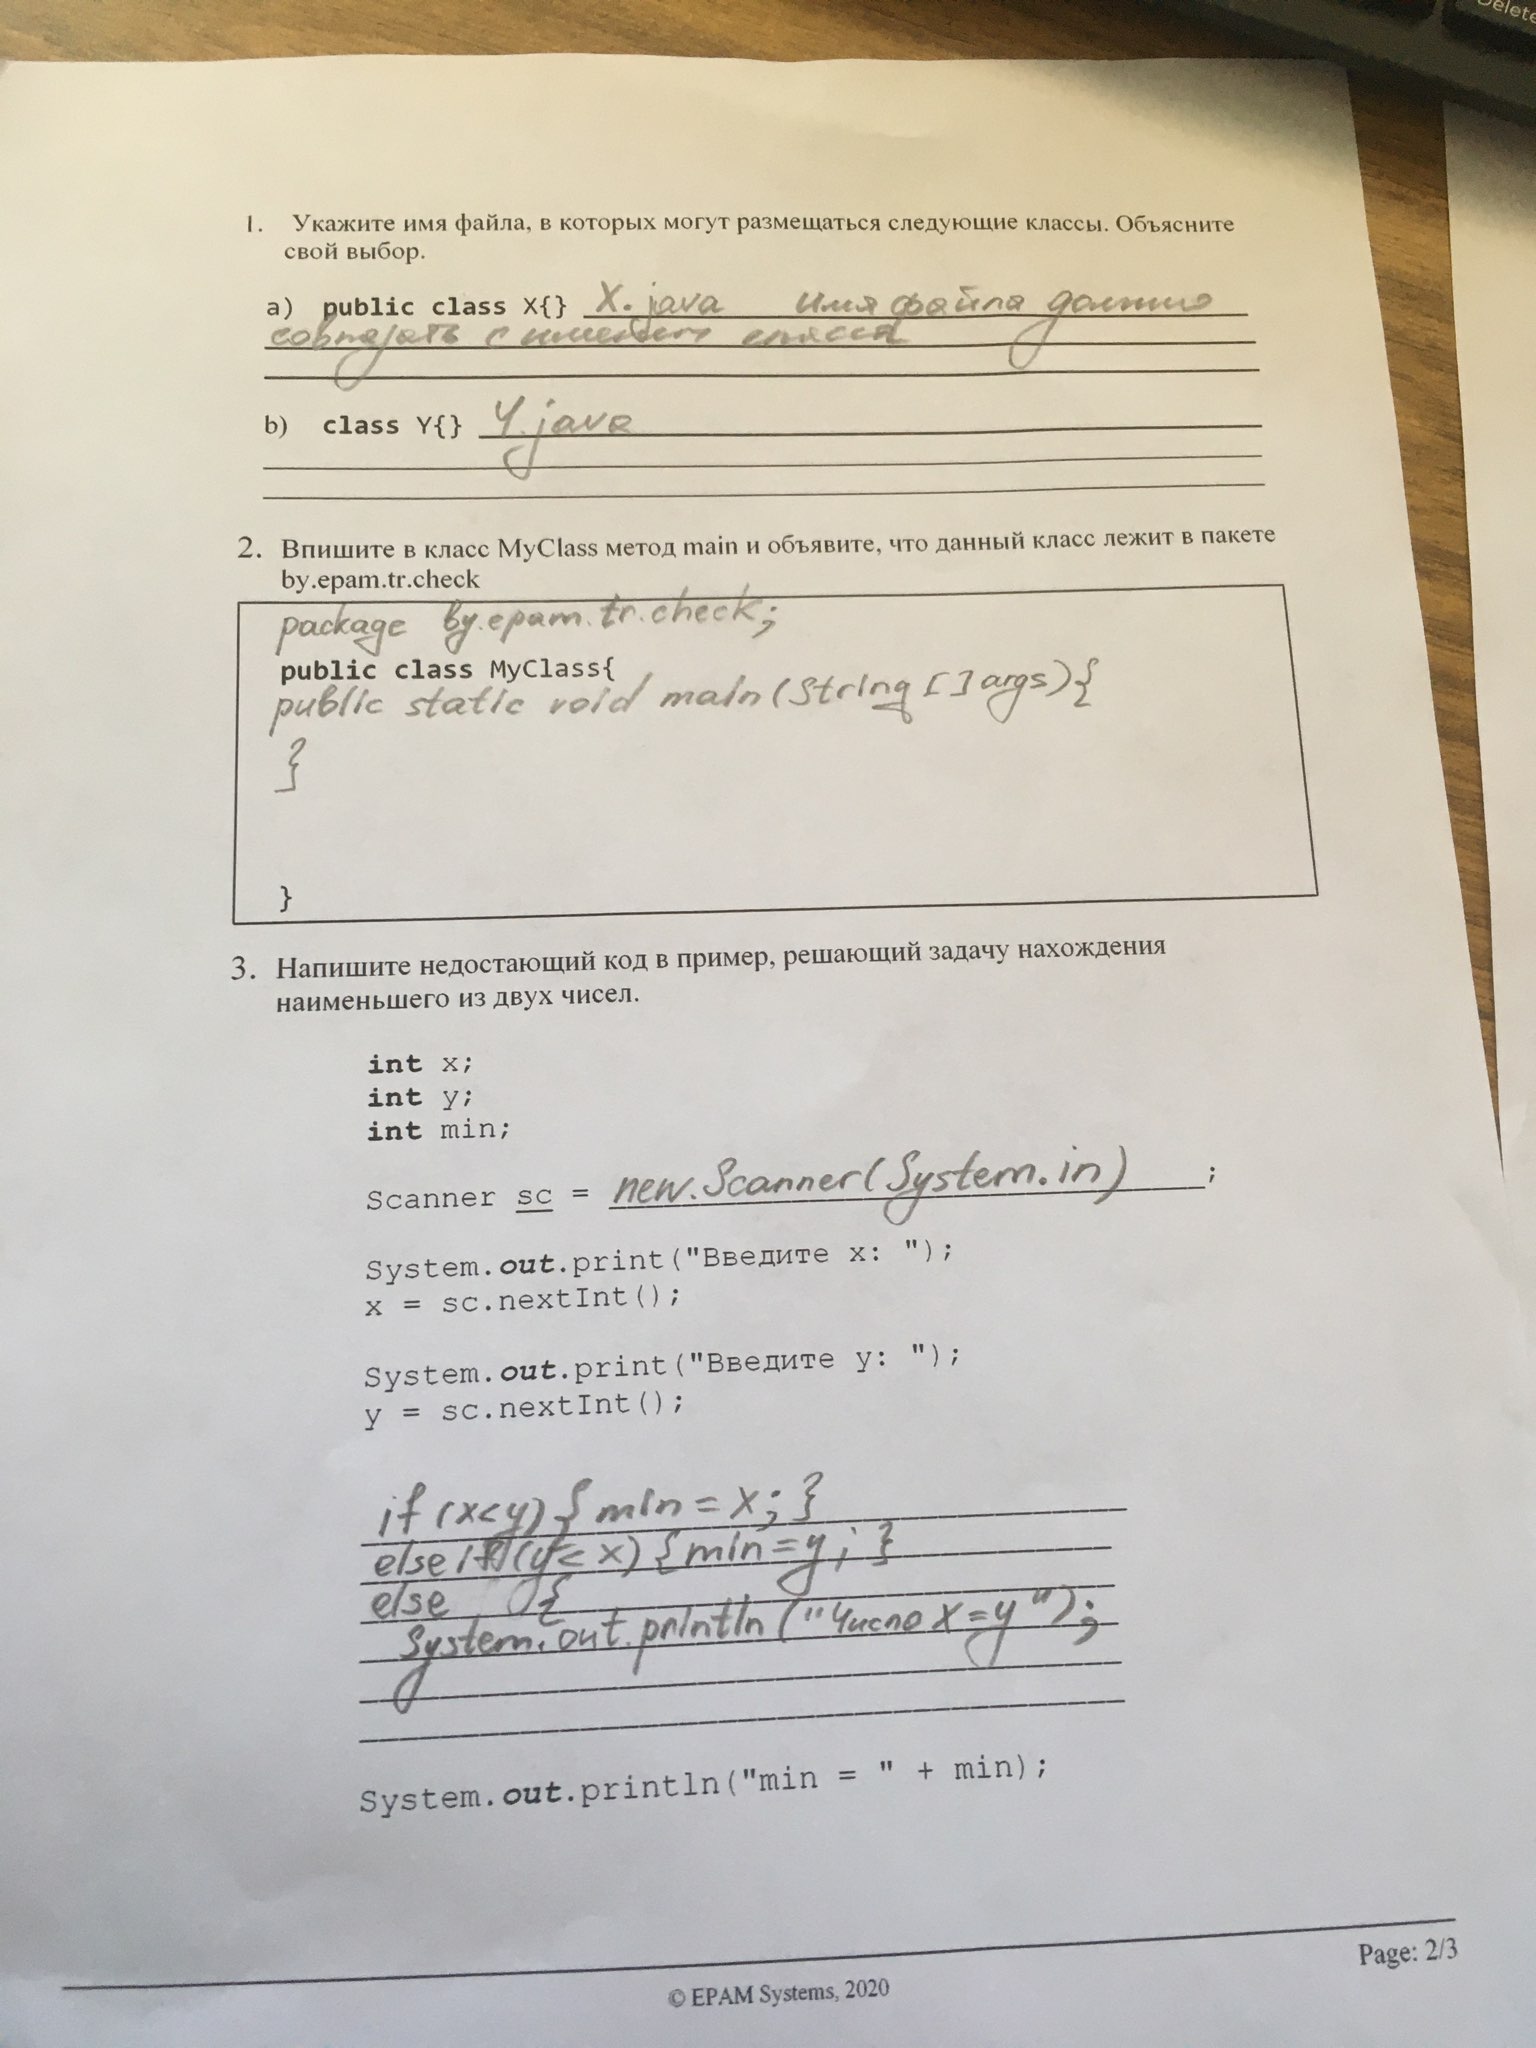 Delete
1. Укажите имя файла, в которых могут размещаться следующие классы. Объясните
свой выбор.
a) public class X{} X.java имя файла должно
совпадать с именем класса
b) class Y{} Y.java
2. Впишите в класс MyClass метод main и объявите, что данный класс лежит в пакете
by.epam.tr.check
package by.epam.tr.check;
public class MyClass{
public static void main(String [] args){
}
}
3. Напишите недостающий код в пример, решающий задачу нахождения
наименьшего из двух чисел.
int x;
int y;
int min;
Scanner sc = new.Scanner(System.in) ;
System.out.print("Введите x: ");
x = sc.nextInt();
System.out.print("Введите y: ");
y = sc.nextInt();
if (x<y) { min = x; }
else if (y< x) {min=y; }
else {
System.out.println ("Число x=y");
System.out.println("min = " + min);
Page: 2/3
© EPAM Systems, 2020